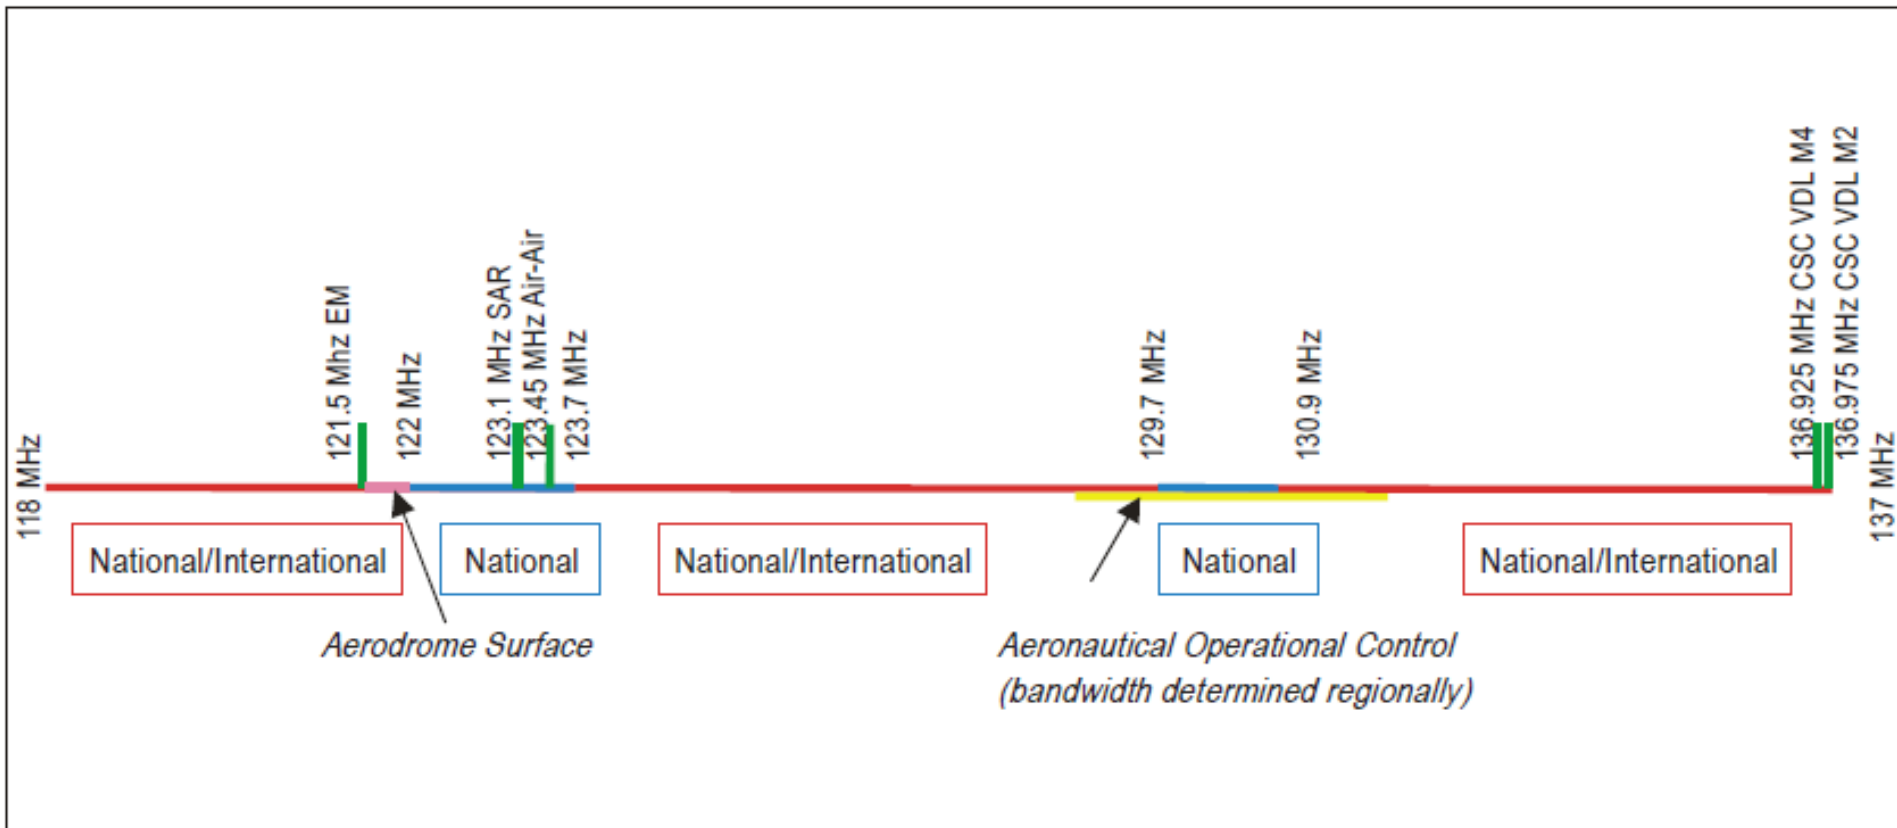 118 MHz
121.5 Mhz EM
122 MHz
123.1 MHz SAR
123.45 MHz Air-Air
123.7 MHz
129.7 MHz
130.9 MHz
136.925 MHz CSC VDL M4
136.975 MHz CSC VDL M2
137 MHz
National/International
National
National/International
National
National/International
Aerodrome Surface
Aeronautical Operational Control
(bandwidth determined regionally)